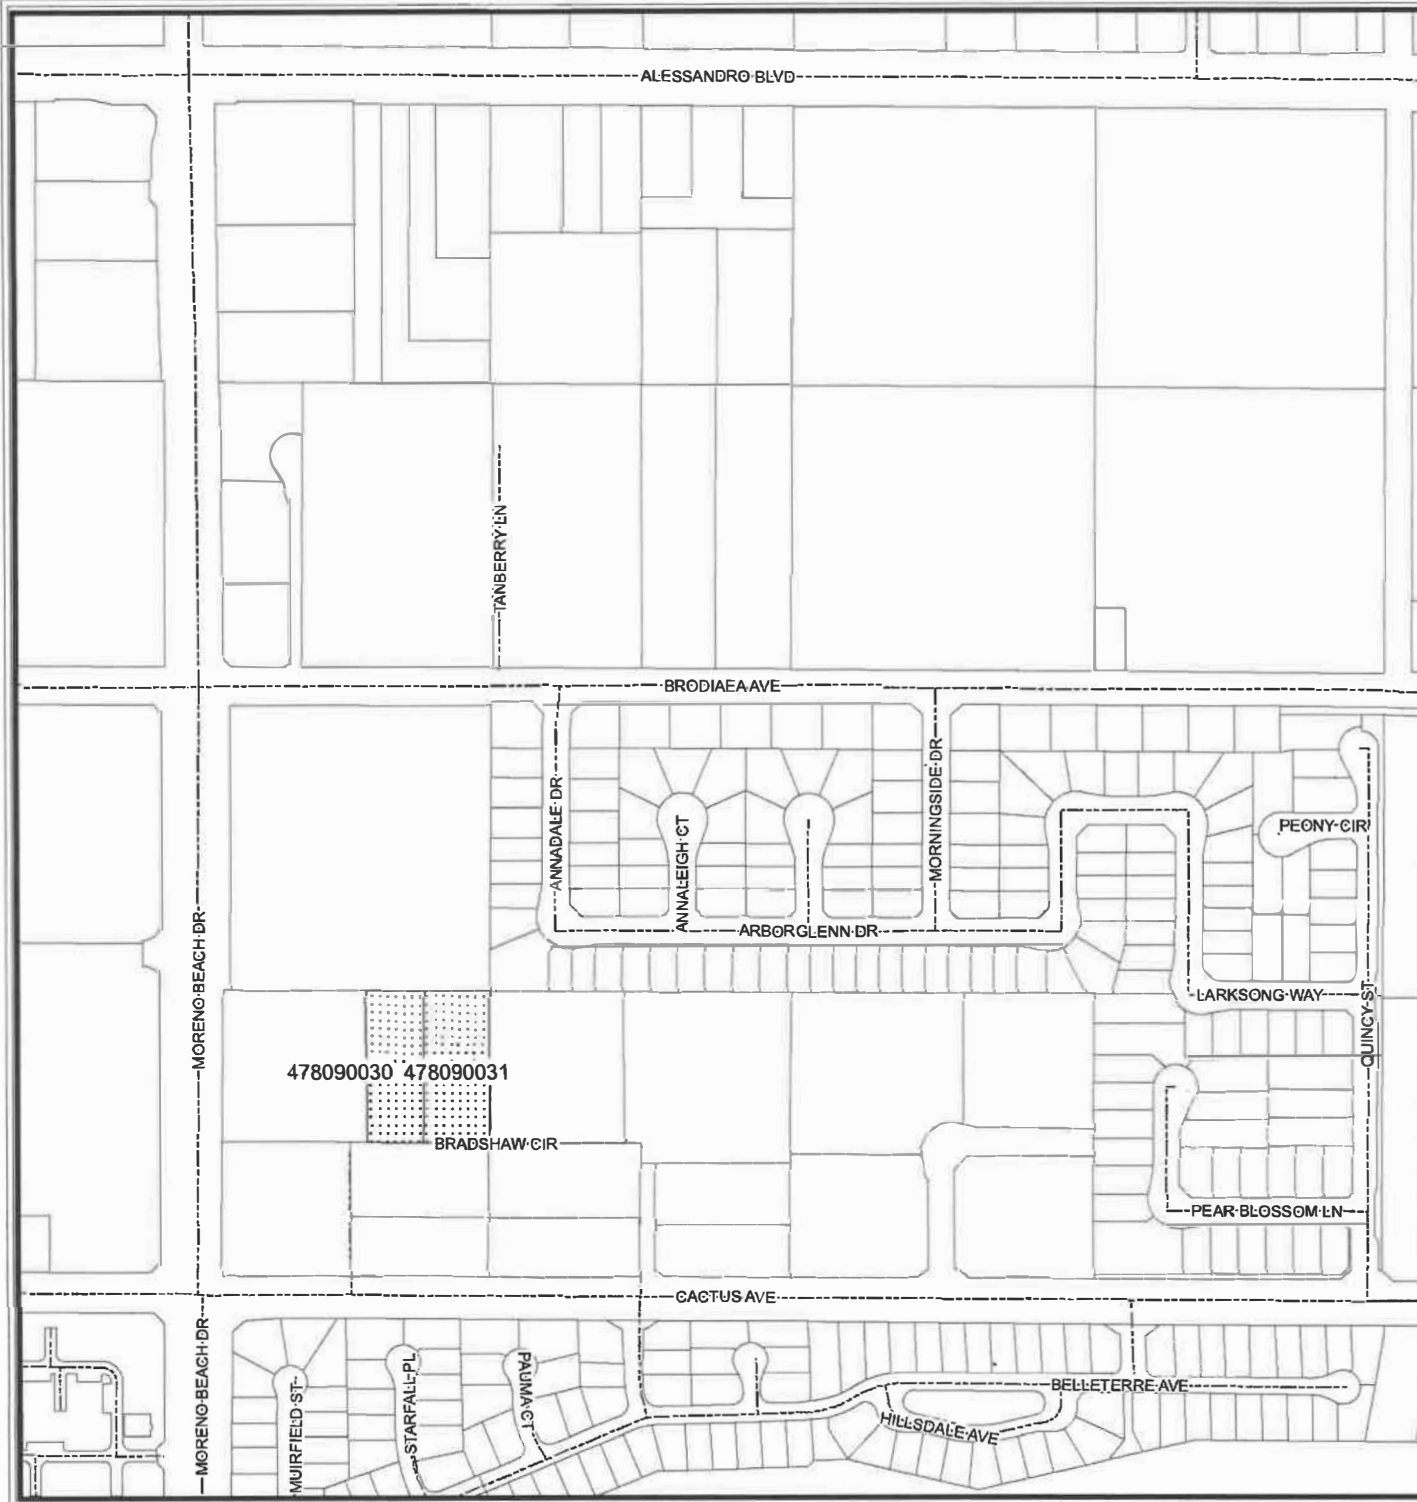 ALESSANDRO BLVD
TANBERRY LN
BRODIAEA AVE
ANNADALE DR
MORNINGSIDE DR
ANNALEIGH CT
PEONY CIR
ARBORGLENN DR
MORENO BEACH DR
LARKSONG WAY
QUINCY ST
478090030 478090031
BRADSHAW CIR
PEAR BLOSSOM LN
CACTUS AVE
MORENO BEACH DR
MUIRFIELD ST
STARFALL PL
PAUMA CT
BELLETERRE AVE
HILLSDALE AVE